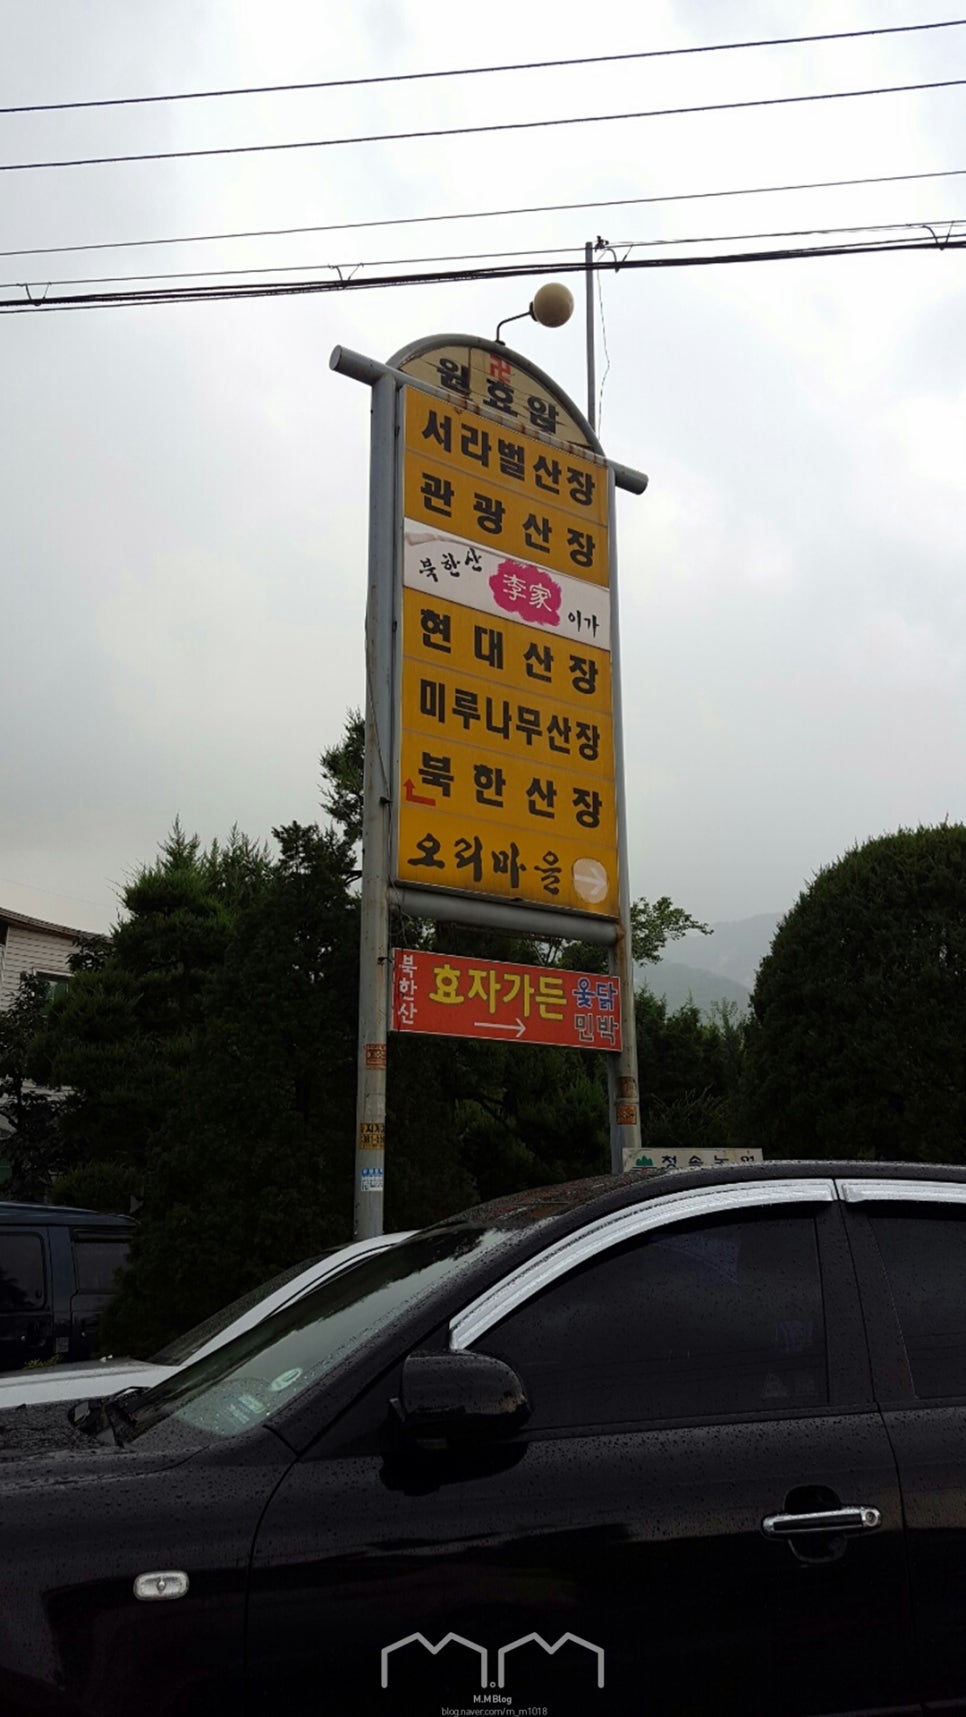 卍
원효암
서라벌산장
관광산장
북한산 李家 이가
현대산장
미루나무산장
북한산장
오리마을
북한산 효자가든 옻닭 민박
M.M
M.M Blog
blog.naver.com/m_m1018